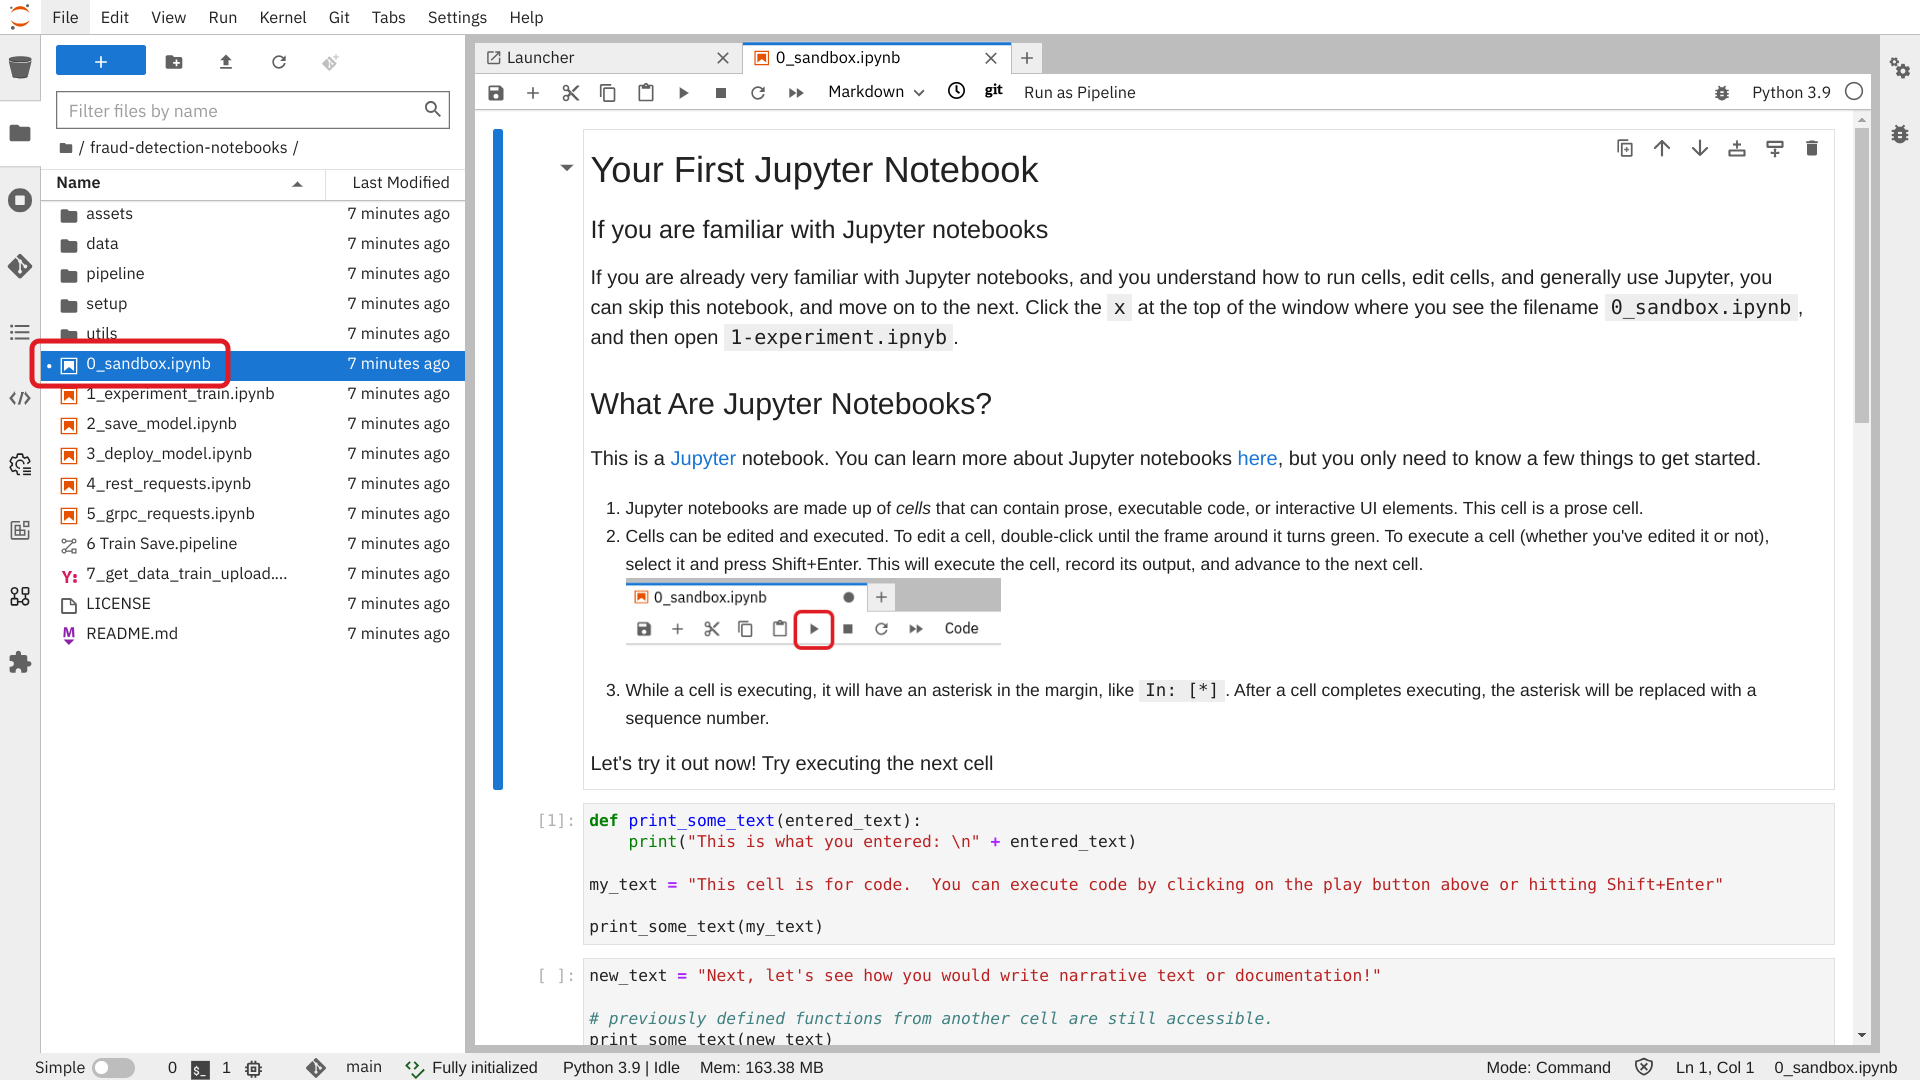 File Edit View Run Kernel Git Tabs Settings Help
+
Filter files by name
/ fraud-detection-notebooks /
Name Last Modified
assets 7 minutes ago
data 7 minutes ago
pipeline 7 minutes ago
setup 7 minutes ago
utils 7 minutes ago
0_sandbox.ipynb 7 minutes ago
1_experiment_train.ipynb 7 minutes ago
2_save_model.ipynb 7 minutes ago
3_deploy_model.ipynb 7 minutes ago
4_rest_requests.ipynb 7 minutes ago
5_grpc_requests.ipynb 7 minutes ago
6 Train Save.pipeline 7 minutes ago
Y: 7_get_data_train_upload.... 7 minutes ago
LICENSE 7 minutes ago
M README.md 7 minutes ago
Launcher 0_sandbox.ipynb
Markdown git Run as Pipeline Python 3.9
Your First Jupyter Notebook
If you are familiar with Jupyter notebooks
If you are already very familiar with Jupyter notebooks, and you understand how to run cells, edit cells, and generally use Jupyter, you
can skip this notebook, and move on to the next. Click the x at the top of the window where you see the filename 0_sandbox.ipynb ,
and then open 1-experiment.ipnyb .
What Are Jupyter Notebooks?
This is a Jupyter notebook. You can learn more about Jupyter notebooks here, but you only need to know a few things to get started.
1. Jupyter notebooks are made up of cells that can contain prose, executable code, or interactive UI elements. This cell is a prose cell.
2. Cells can be edited and executed. To edit a cell, double-click until the frame around it turns green. To execute a cell (whether you've edited it or not),
select it and press Shift+Enter. This will execute the cell, record its output, and advance to the next cell.
0_sandbox.ipynb
Code
3. While a cell is executing, it will have an asterisk in the margin, like In: [*] . After a cell completes executing, the asterisk will be replaced with a
sequence number.
Let's try it out now! Try executing the next cell
[1]: def print_some_text(entered_text):
print("This is what you entered: \n" + entered_text)
my_text = "This cell is for code.  You can execute code by clicking on the play button above or hitting Shift+Enter"
print_some_text(my_text)
[ ]: new_text = "Next, let's see how you would write narrative text or documentation!"
# previously defined functions from another cell are still accessible.
print_some_text(new_text)
Simple 0 $_ 1 main Fully initialized Python 3.9 | Idle Mem: 163.38 MB Mode: Command Ln 1, Col 1 0_sandbox.ipynb